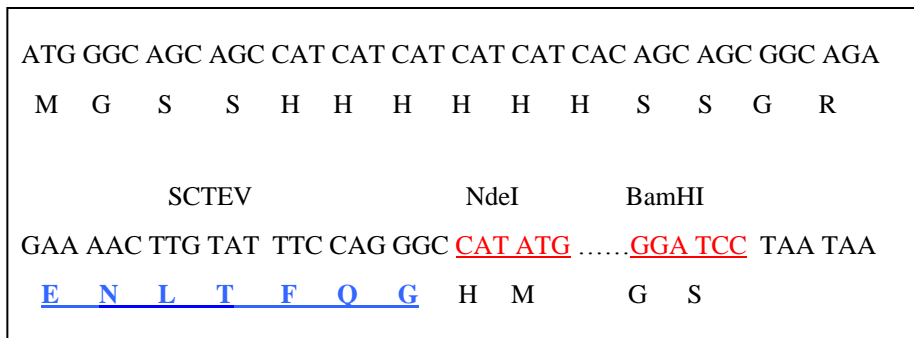 ATG GGC AGC AGC CAT CAT CAT CAT CAT CAC AGC AGC GGC AGA
M G S S H H H H H H S S G R
SCTEV NdeI BamHI
GAA AAC TTG TAT TTC CAG GGC CAT ATG ......GGA TCC TAA TAA
E N L T F Q G H M G S